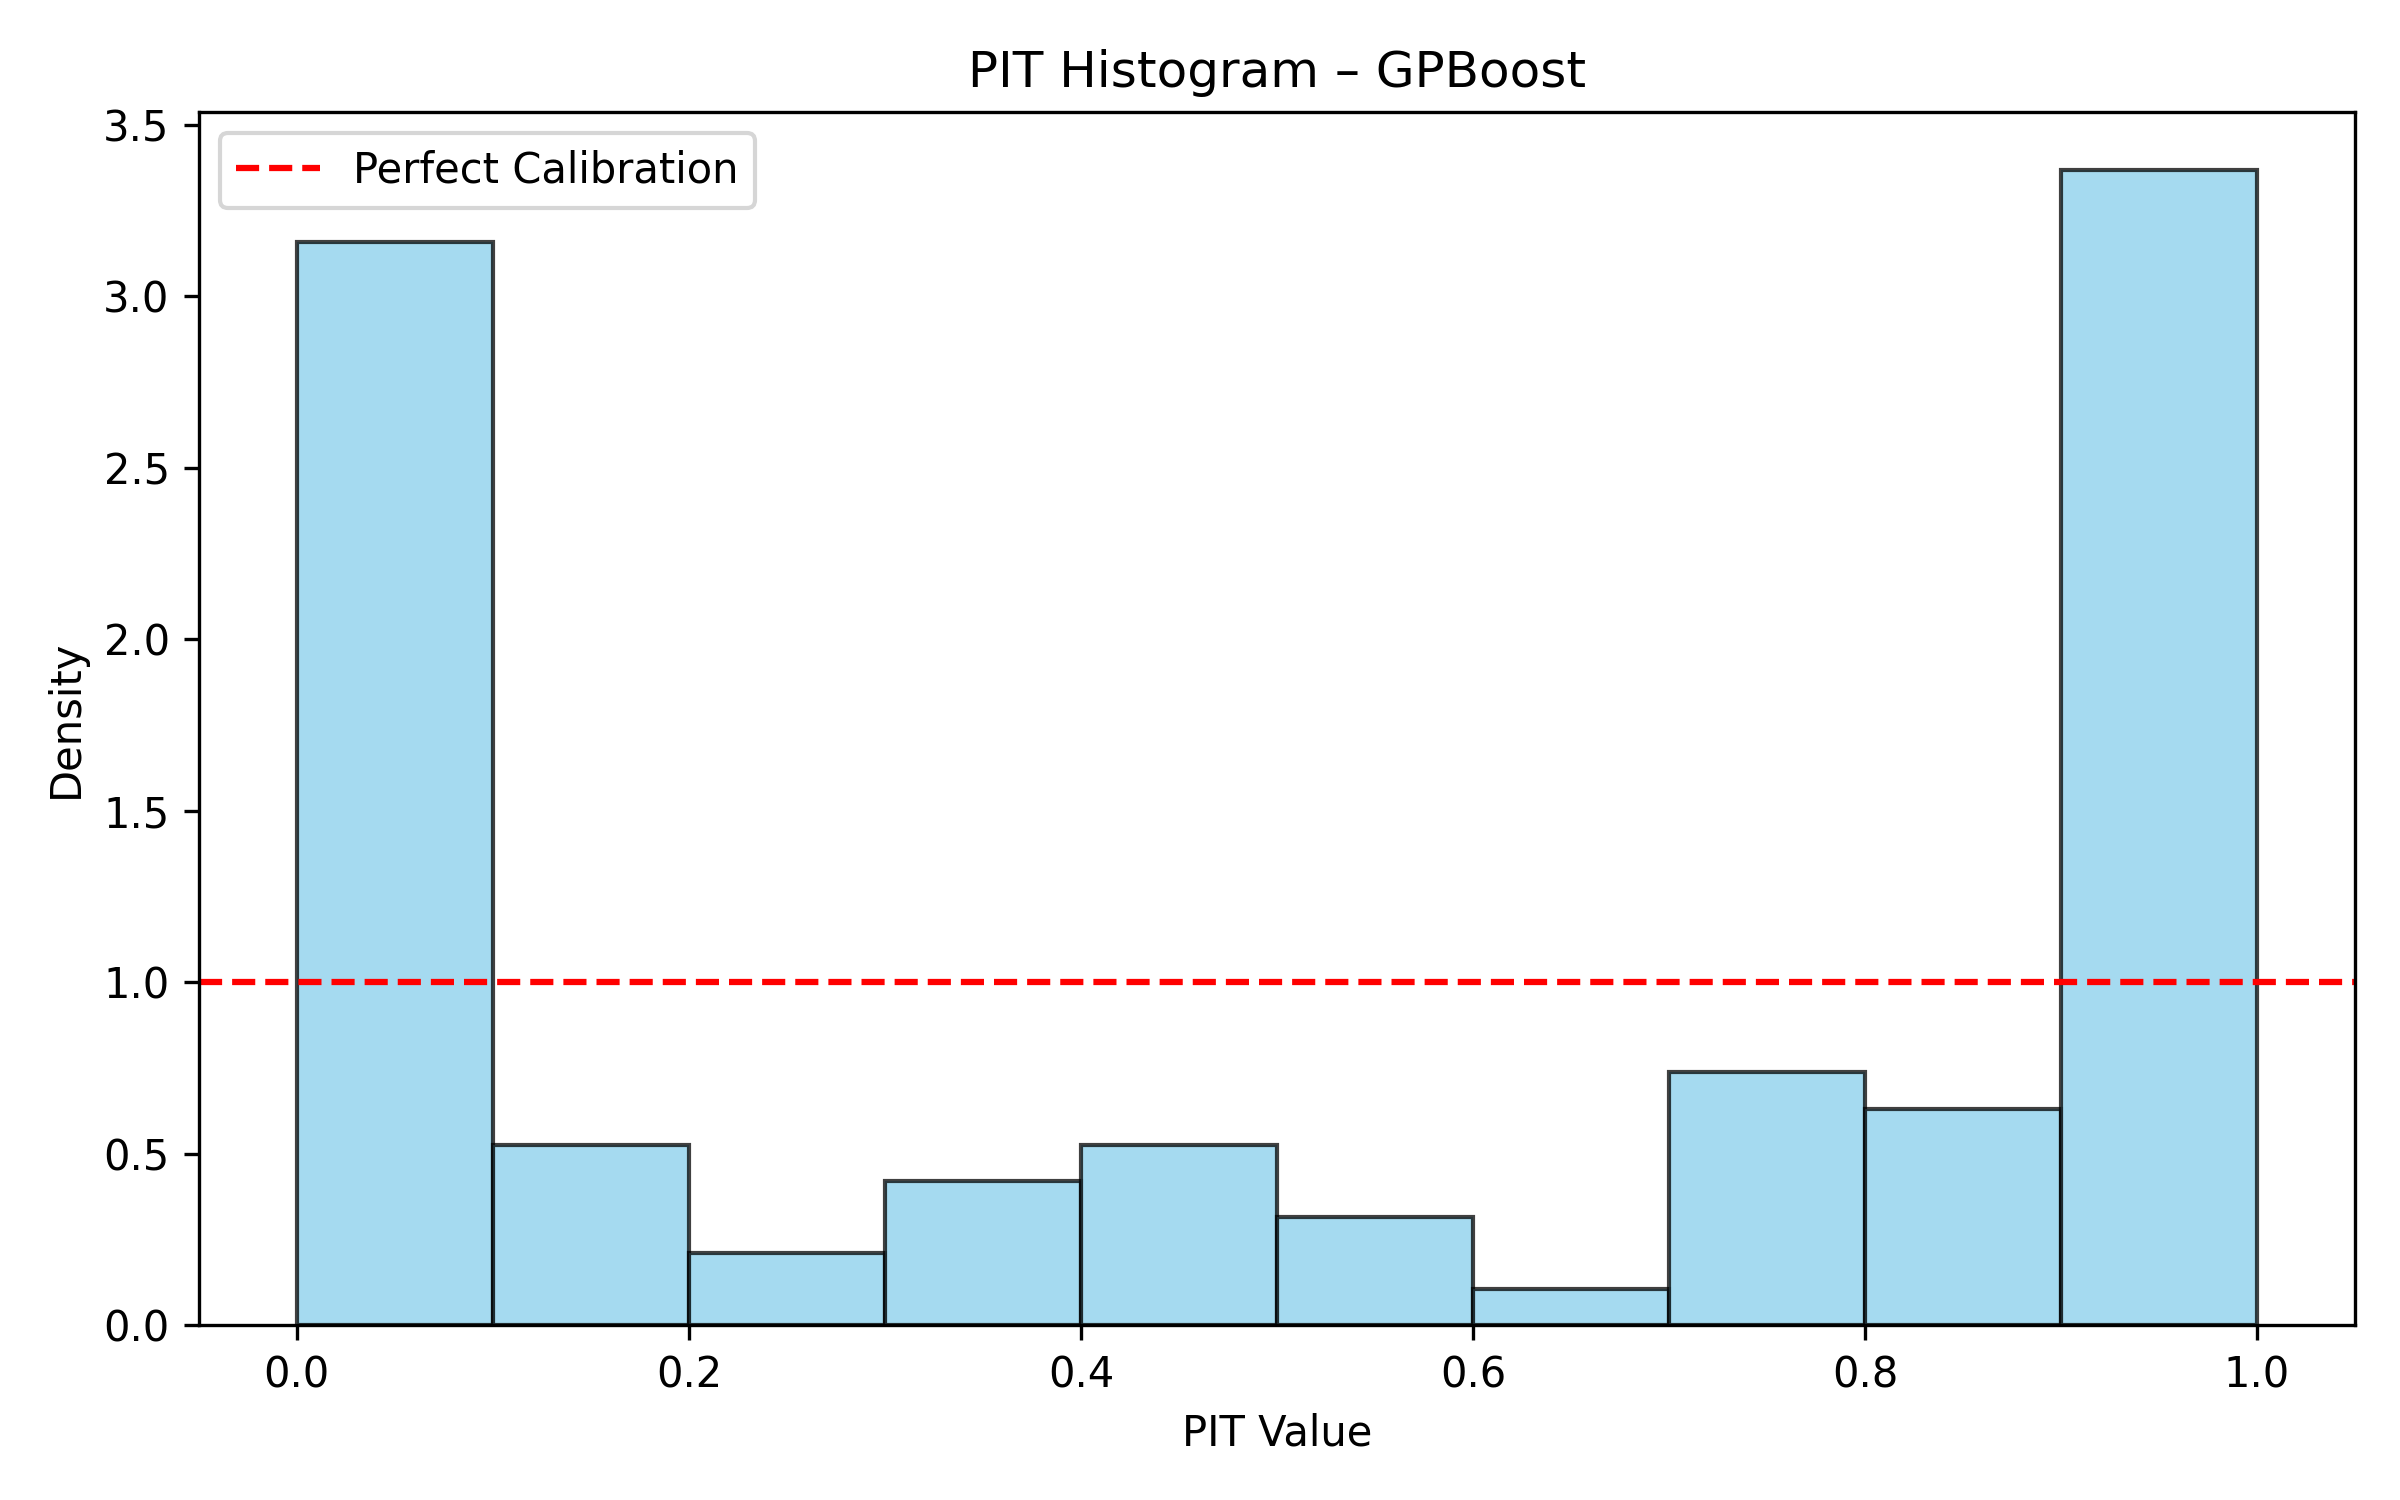 PIT Histogram – GPBoost
Perfect Calibration
3.5
3.0
2.5
2.0
1.5
1.0
0.5
0.0
Density
0.0 0.2 0.4 0.6 0.8 1.0
PIT Value